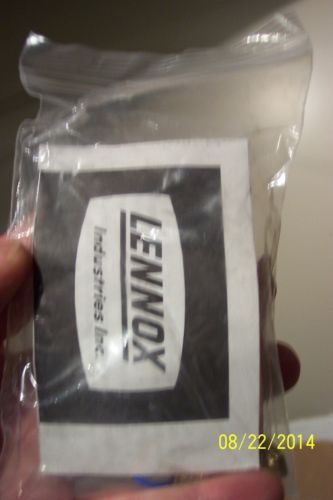 LENNOX
Industries Inc.
08/22/2014